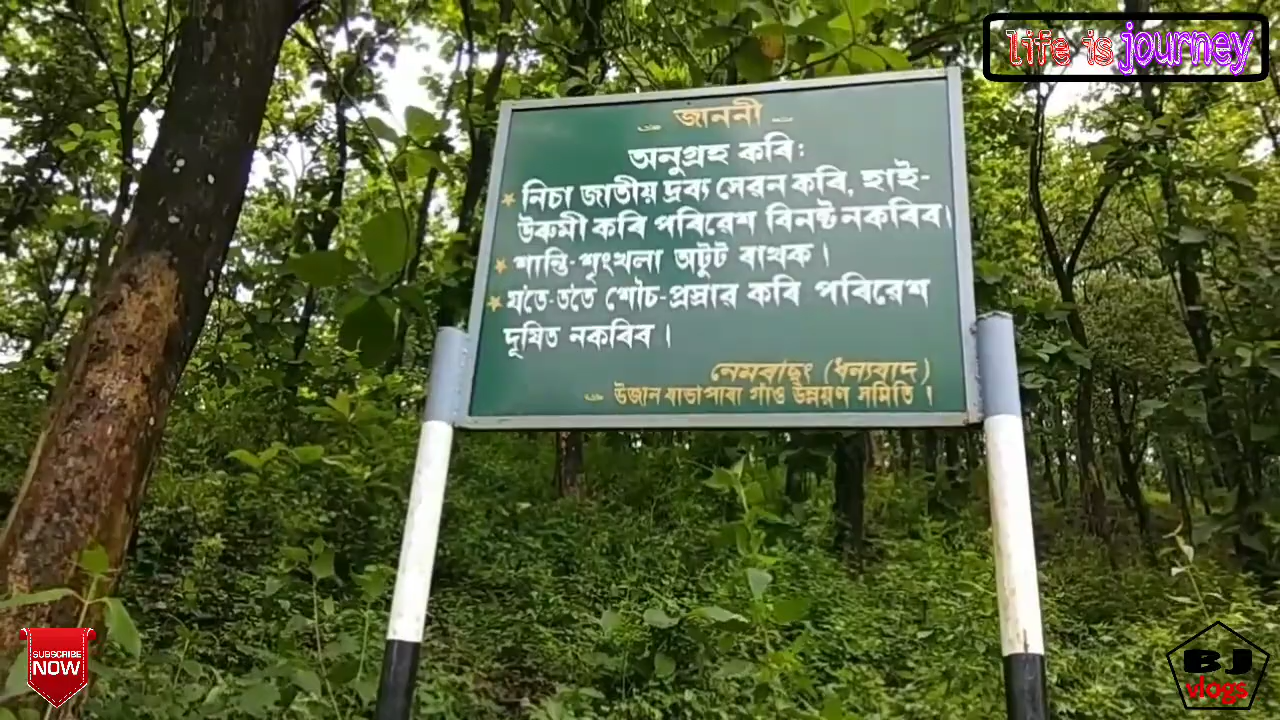 life is journey
জাননী
অনুগ্ৰহ কৰি :
নিচা জাতীয় দ্ৰব্য সেৱন কৰি, হাই-
উৰুমী কৰি পৰিৱেশ বিনষ্ট নকৰিব।
শান্তি-শৃংখলা অটুট ৰাখক।
য'তে-ত'তে শৌচ-প্ৰস্ৰাৱ কৰি পৰিৱেশ
দূষিত নকৰিব।
(ধন্যবাদ)
উজান ৰাভাপাৰা গাঁও উন্নয়ণ সমিতি।
SUBSCRIBE
NOW
BJ
vlogs